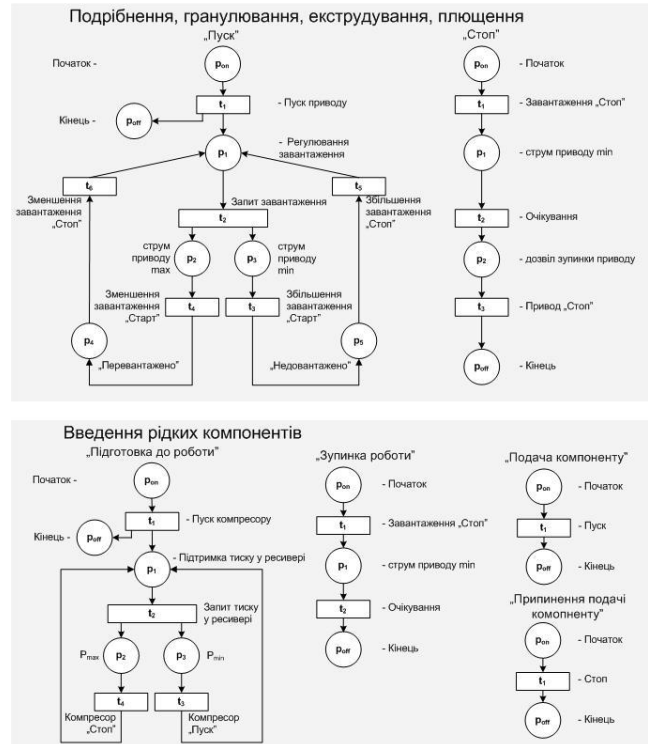 Подрібнення, гранулювання, екструдування, плющення
„Пуск”
Початок -
pon
t1
- Пуск приводу
Кінець -
poff
p1
- Регулювання
завантаження
t6
Зменшення
завантаження
„Стоп”
t5
Збільшення
завантаження
„Стоп”
Запит завантаження
t2
струм
приводу
max
p2
p3
струм
приводу
min
Зменшення
завантаження
„Старт”
t4
t3
Збільшення
завантаження
„Старт”
p4
„Перевантажено”
„Недовантажено”
p5
„Стоп”
pon
- Початок
t1
- Завантаження „Стоп”
p1
- струм приводу min
t2
- Очікування
p2
- дозвіл зупинки приводу
t3
- Привод „Стоп”
poff
- Кінець
Введення рідких компонентів
„Підготовка до роботи”
Початок -
pon
t1
- Пуск компресору
Кінець -
poff
- Підтримка тиску у ресивері
p1
t2
Запит тиску
у ресивері
Pmax
p2
p3
Pmin
t4
t3
Компресор
„Стоп”
Компресор
„Пуск”
„Зупинка роботи”
pon
- Початок
t1
- Завантаження „Стоп”
p1
- струм приводу min
t2
- Очікування
poff
- Кінець
„Подача компоненту”
pon
- Початок
t1
- Пуск
poff
- Кінець
„Припинення подачі
комопненту”
pon
- Початок
t1
- Стоп
poff
- Кінець